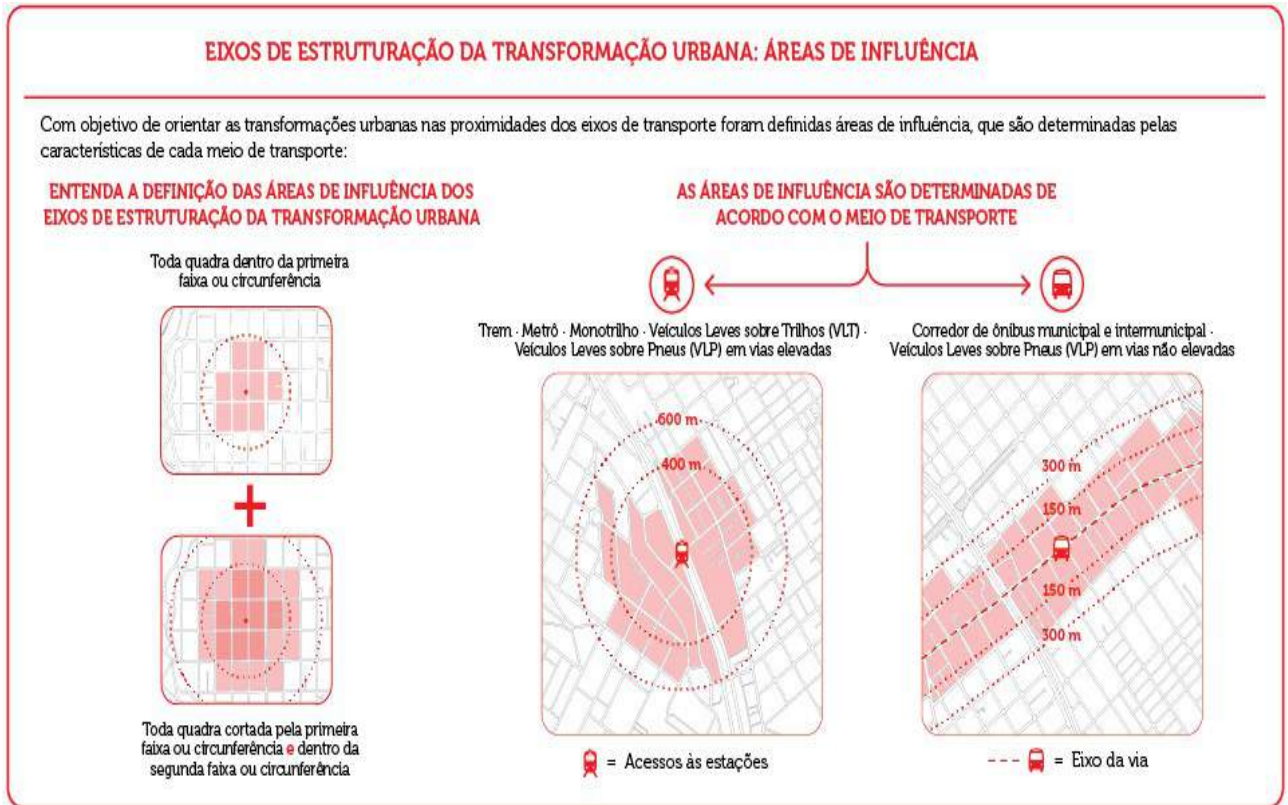 EIXOS DE ESTRUTURAÇÃO DA TRANSFORMAÇÃO URBANA: ÁREAS DE INFLUÊNCIA
Com objetivo de orientar as transformações urbanas nas proximidades dos eixos de transporte foram definidas áreas de influência, que são determinadas pelas
características de cada meio de transporte:
ENTENDA A DEFINIÇÃO DAS ÁREAS DE INFLUÊNCIA DOS
EIXOS DE ESTRUTURAÇÃO DA TRANSFORMAÇÃO URBANA
Toda quadra dentro da primeira
faixa ou circunferência
+
Toda quadra cortada pela primeira
faixa ou circunferência e dentro da
segunda faixa ou circunferência
AS ÁREAS DE INFLUÊNCIA SÃO DETERMINADAS DE
ACORDO COM O MEIO DE TRANSPORTE
Trem · Metrô · Monotrilho · Veículos Leves sobre Trilhos (VLT) ·
Veículos Leves sobre Pneus (VLP) em vias elevadas
600 m
400 m
= Acessos às estações
Corredor de ônibus municipal e intermunicipal ·
Veículos Leves sobre Pneus (VLP) em vias não elevadas
300 m
150 m
150 m
300 m
= Eixo da via